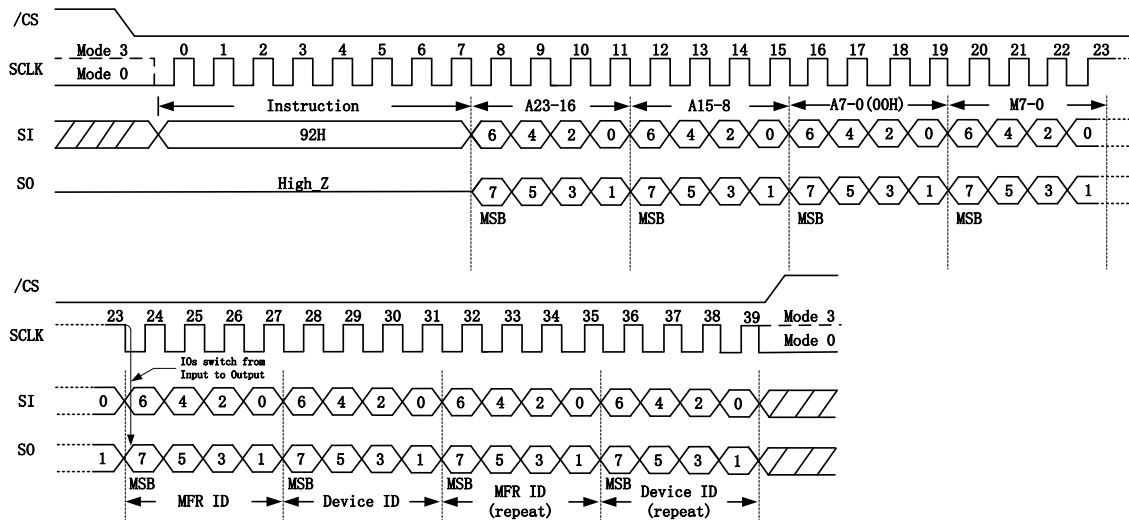 /CS
Mode 3 0 1 2 3 4 5 6 7 8 9 10 11 12 13 14 15 16 17 18 19 20 21 22 23
SCLK Mode 0
Instruction A23-16 A15-8 A7-0(00H) M7-0
SI 92H 6 4 2 0 6 4 2 0 6 4 2 0 6 4 2 0
SO High_Z 7 5 3 1 7 5 3 1 7 5 3 1 7 5 3 1
MSB MSB MSB MSB
/CS
23 24 25 26 27 28 29 30 31 32 33 34 35 36 37 38 39 Mode 3
SCLK Mode 0
IOs switch from
Input to Output
SI 0 6 4 2 0 6 4 2 0 6 4 2 0 6 4 2 0
SO 1 7 5 3 1 7 5 3 1 7 5 3 1 7 5 3 1
MSB MSB MSB MSB
MFR ID Device ID MFR ID Device ID
(repeat) (repeat)